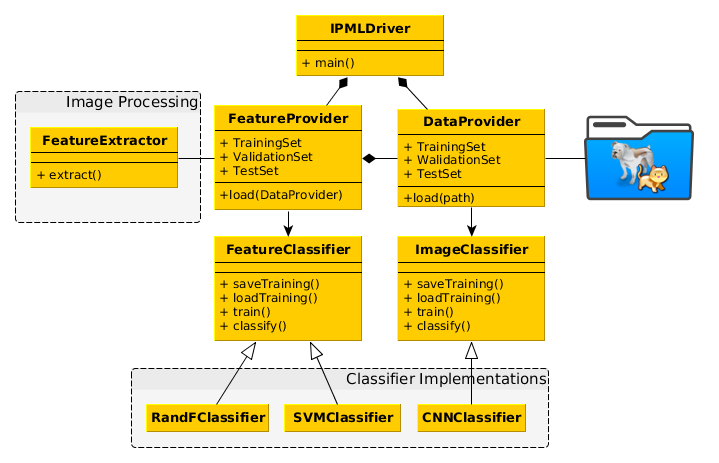 IPMLDriver
+ main()
Image Processing
FeatureExtractor
+ extract()
FeatureProvider
+ TrainingSet
+ ValidationSet
+ TestSet
+load(DataProvider)
DataProvider
+ TrainingSet
+ WalidationSet
+ TestSet
+load(path)
FeatureClassifier
+ saveTraining()
+ loadTraining()
+ train()
+ classify()
ImageClassifier
+ saveTraining()
+ loadTraining()
+ train()
+ classify()
Classifier Implementations
RandFClassifier
SVMClassifier
CNNClassifier